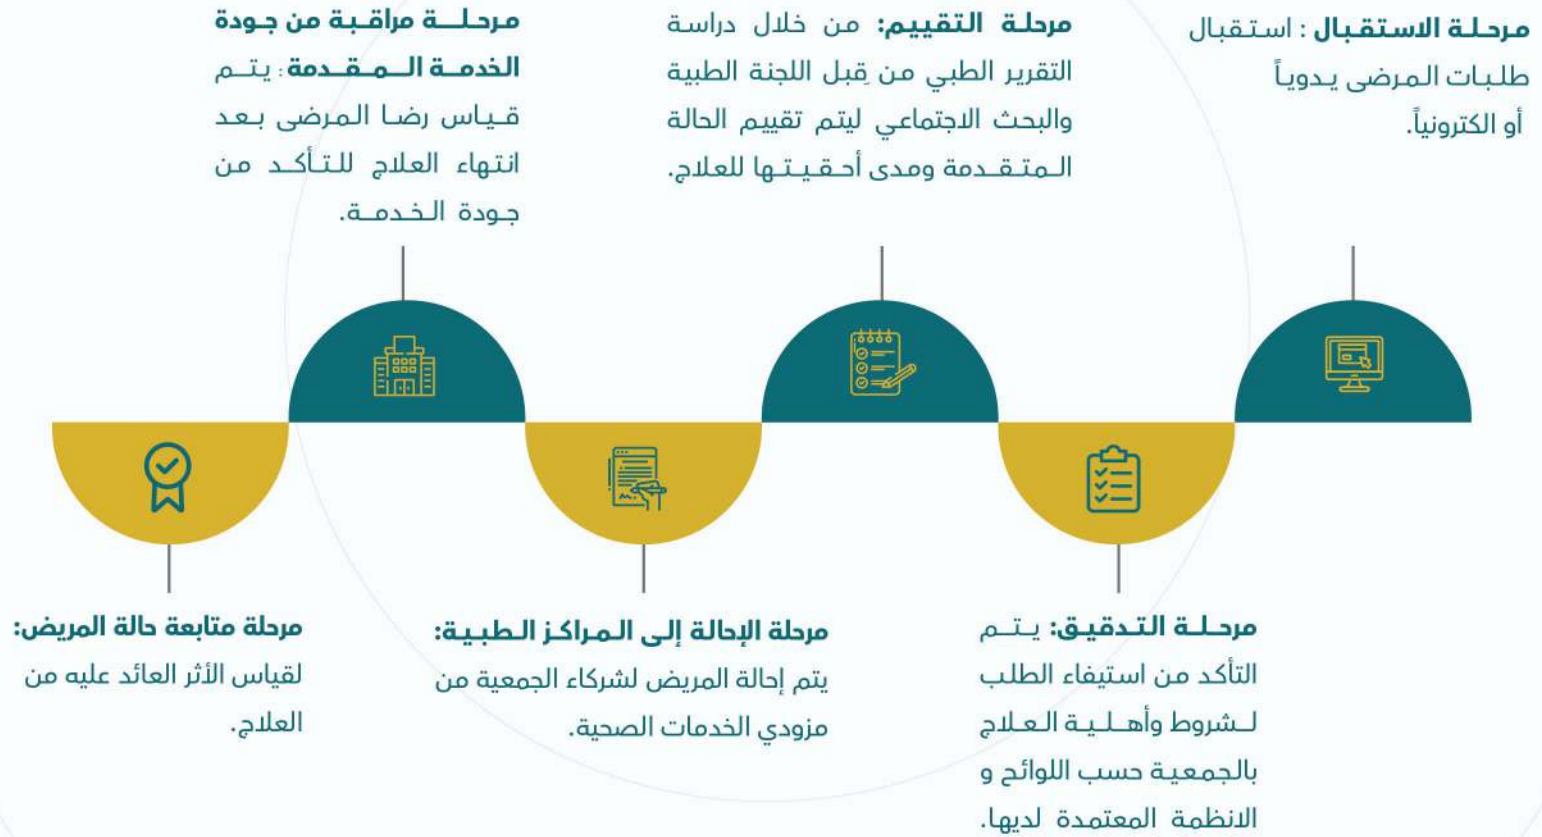 مرحلة الاستقبال : استقبال
طلبات المرضى يدوياً
أو الكترونياً.
مرحلة التدقيق: يتم
التأكد من استيفاء الطلب
لشروط وأهلية العلاج
بالجمعية حسب اللوائح و
الانظمة المعتمدة لديها.
مرحلة التقييم: من خلال دراسة
التقرير الطبي من قِبل اللجنة الطبية
والبحث الاجتماعي ليتم تقييم الحالة
المتقدمة ومدى أحقيتها للعلاج.
مرحلة الإحالة إلى المراكز الطبية:
يتم إحالة المريض لشركاء الجمعية من
مزودي الخدمات الصحية.
مرحلة مراقبة من جودة
الخدمة المقدمة: يتم
قياس رضا المرضى بعد
انتهاء العلاج للتأكد من
جودة الخدمة.
مرحلة متابعة حالة المريض:
لقياس الأثر العائد عليه من
العلاج.